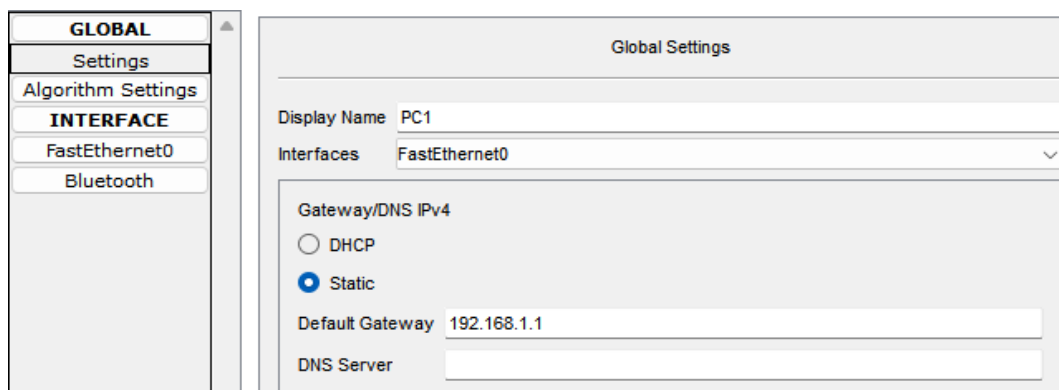 GLOBAL
Settings
Algorithm Settings
INTERFACE
FastEthernet0
Bluetooth
Global Settings
Display Name PC1
Interfaces FastEthernet0
Gateway/DNS IPv4
DHCP
Static
Default Gateway 192.168.1.1
DNS Server